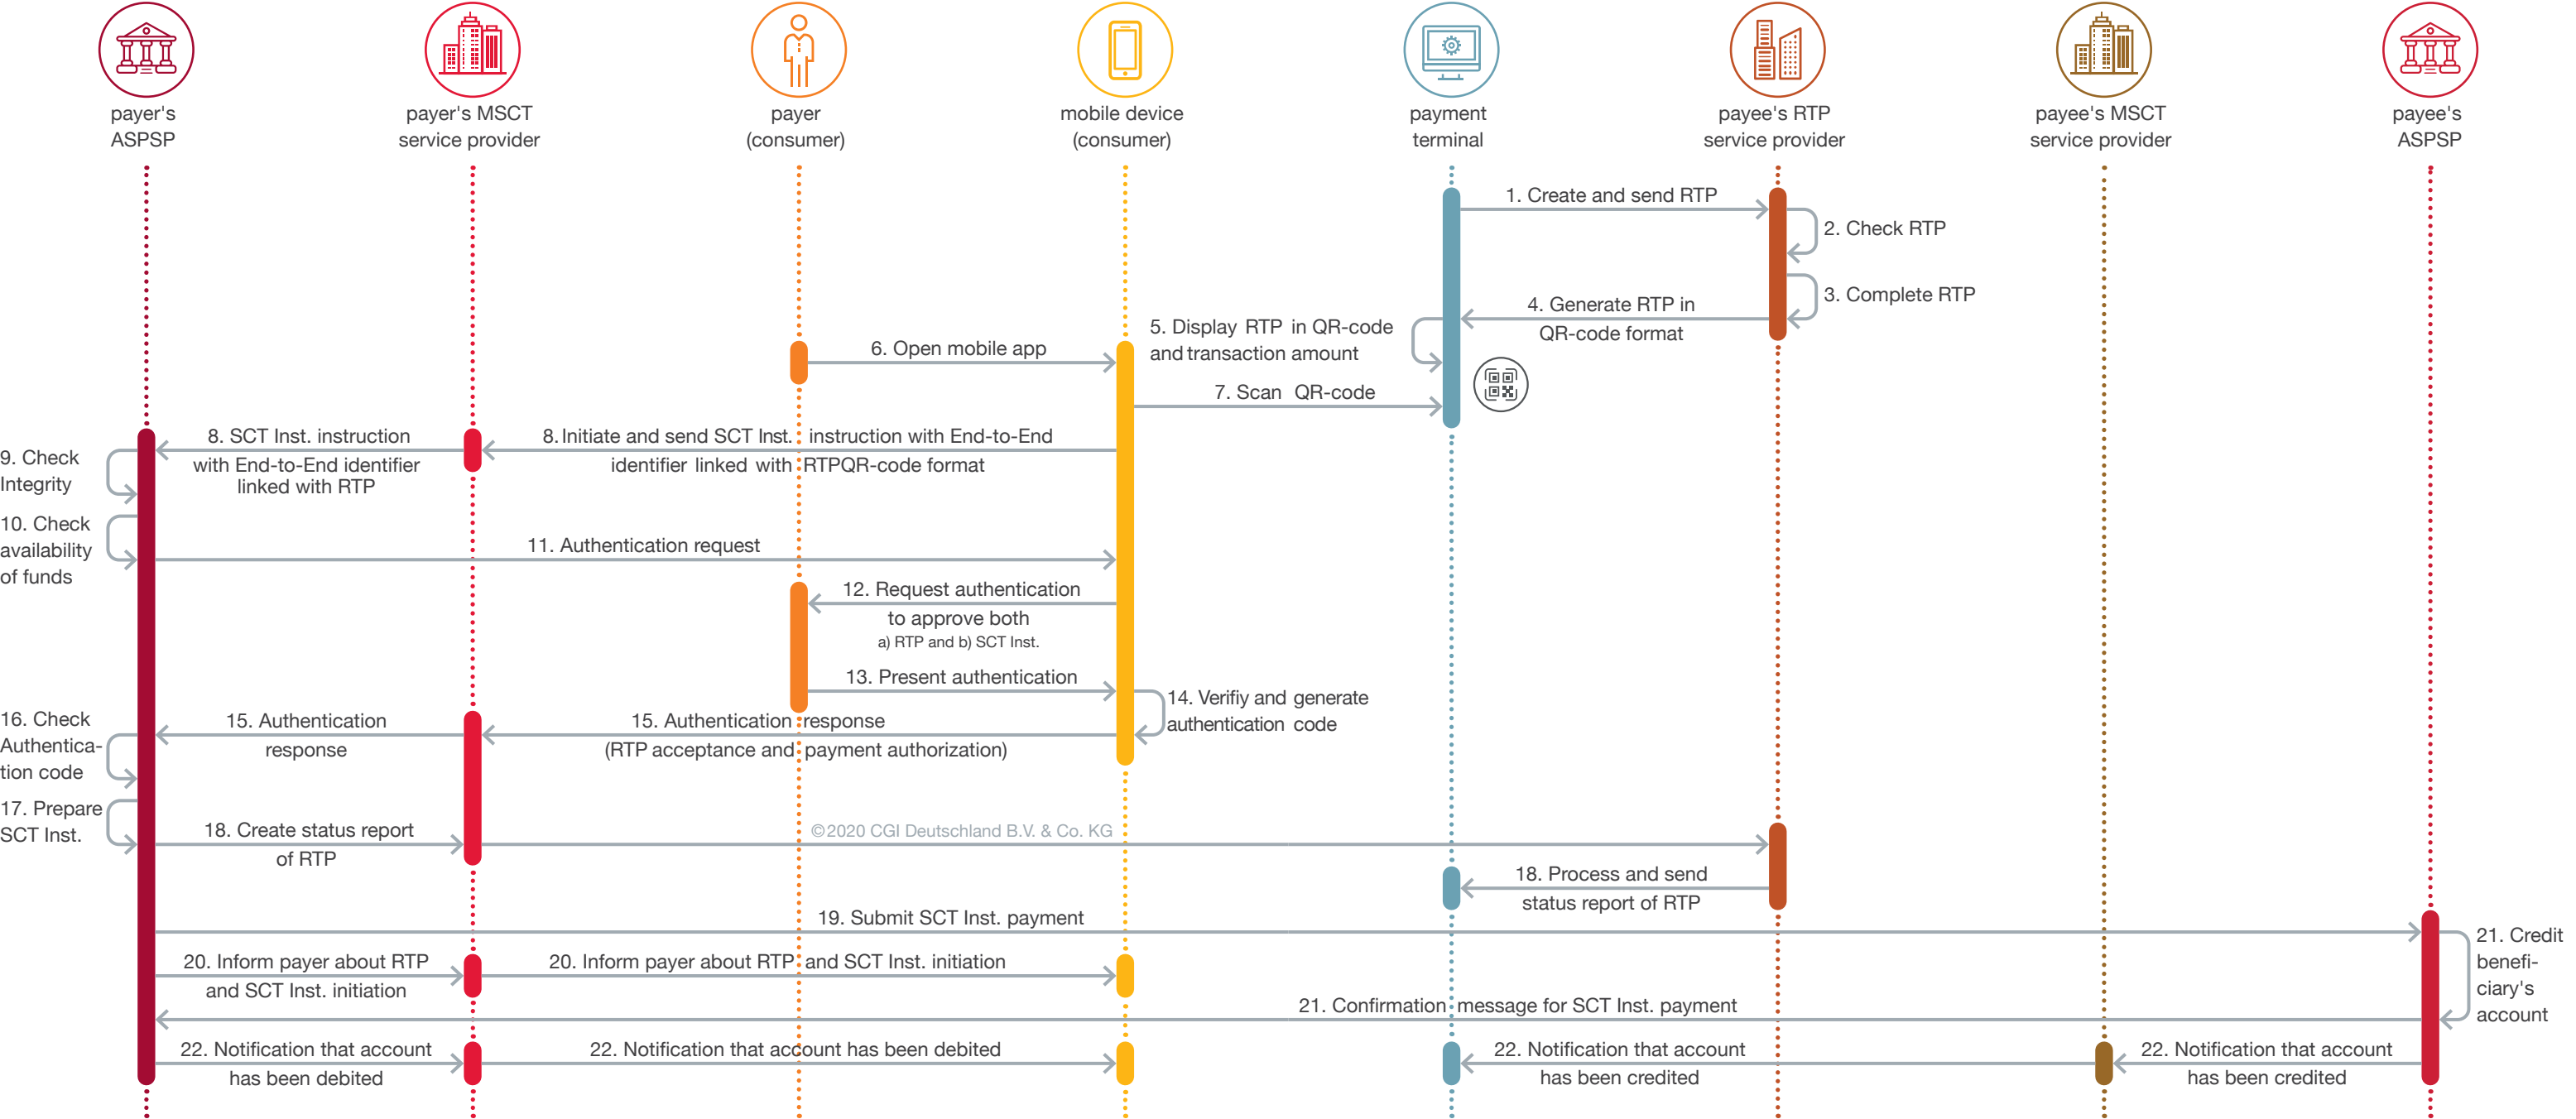 payer's
ASPSP
payer's MSCT
service provider
payer
(consumer)
mobile device
(consumer)
payment
terminal
payee's RTP
service provider
payee's MSCT
service provider
payee's
ASPSP
1. Create and send RTP
2. Check RTP
3. Complete RTP
4. Generate RTP in
QR-code format
5. Display RTP in QR-code
and transaction amount
6. Open mobile app
7. Scan QR-code
8. SCT Inst. instruction
with End-to-End identifier
linked with RTP
8. Initiate and send SCT Inst. instruction with End-to-End
identifier linked with RTPQR-code format
9. Check
Integrity
10. Check
availability
of funds
11. Authentication request
12. Request authentication
to approve both
a) RTP and b) SCT Inst.
13. Present authentication
14. Verifiy and generate
authentication code
15. Authentication
response
15. Authentication response
(RTP acceptance and payment authorization)
16. Check
Authentica-
tion code
17. Prepare
SCT Inst.
18. Create status report
of RTP
©2020 CGI Deutschland B.V. & Co. KG
18. Process and send
status report of RTP
19. Submit SCT Inst. payment
20. Inform payer about RTP
and SCT Inst. initiation
20. Inform payer about RTP and SCT Inst. initiation
21. Credit
benefi-
ciary's
account
21. Confirmation message for SCT Inst. payment
22. Notification that account
has been debited
22. Notification that account has been debited
22. Notification that account
has been credited
22. Notification that account
has been credited